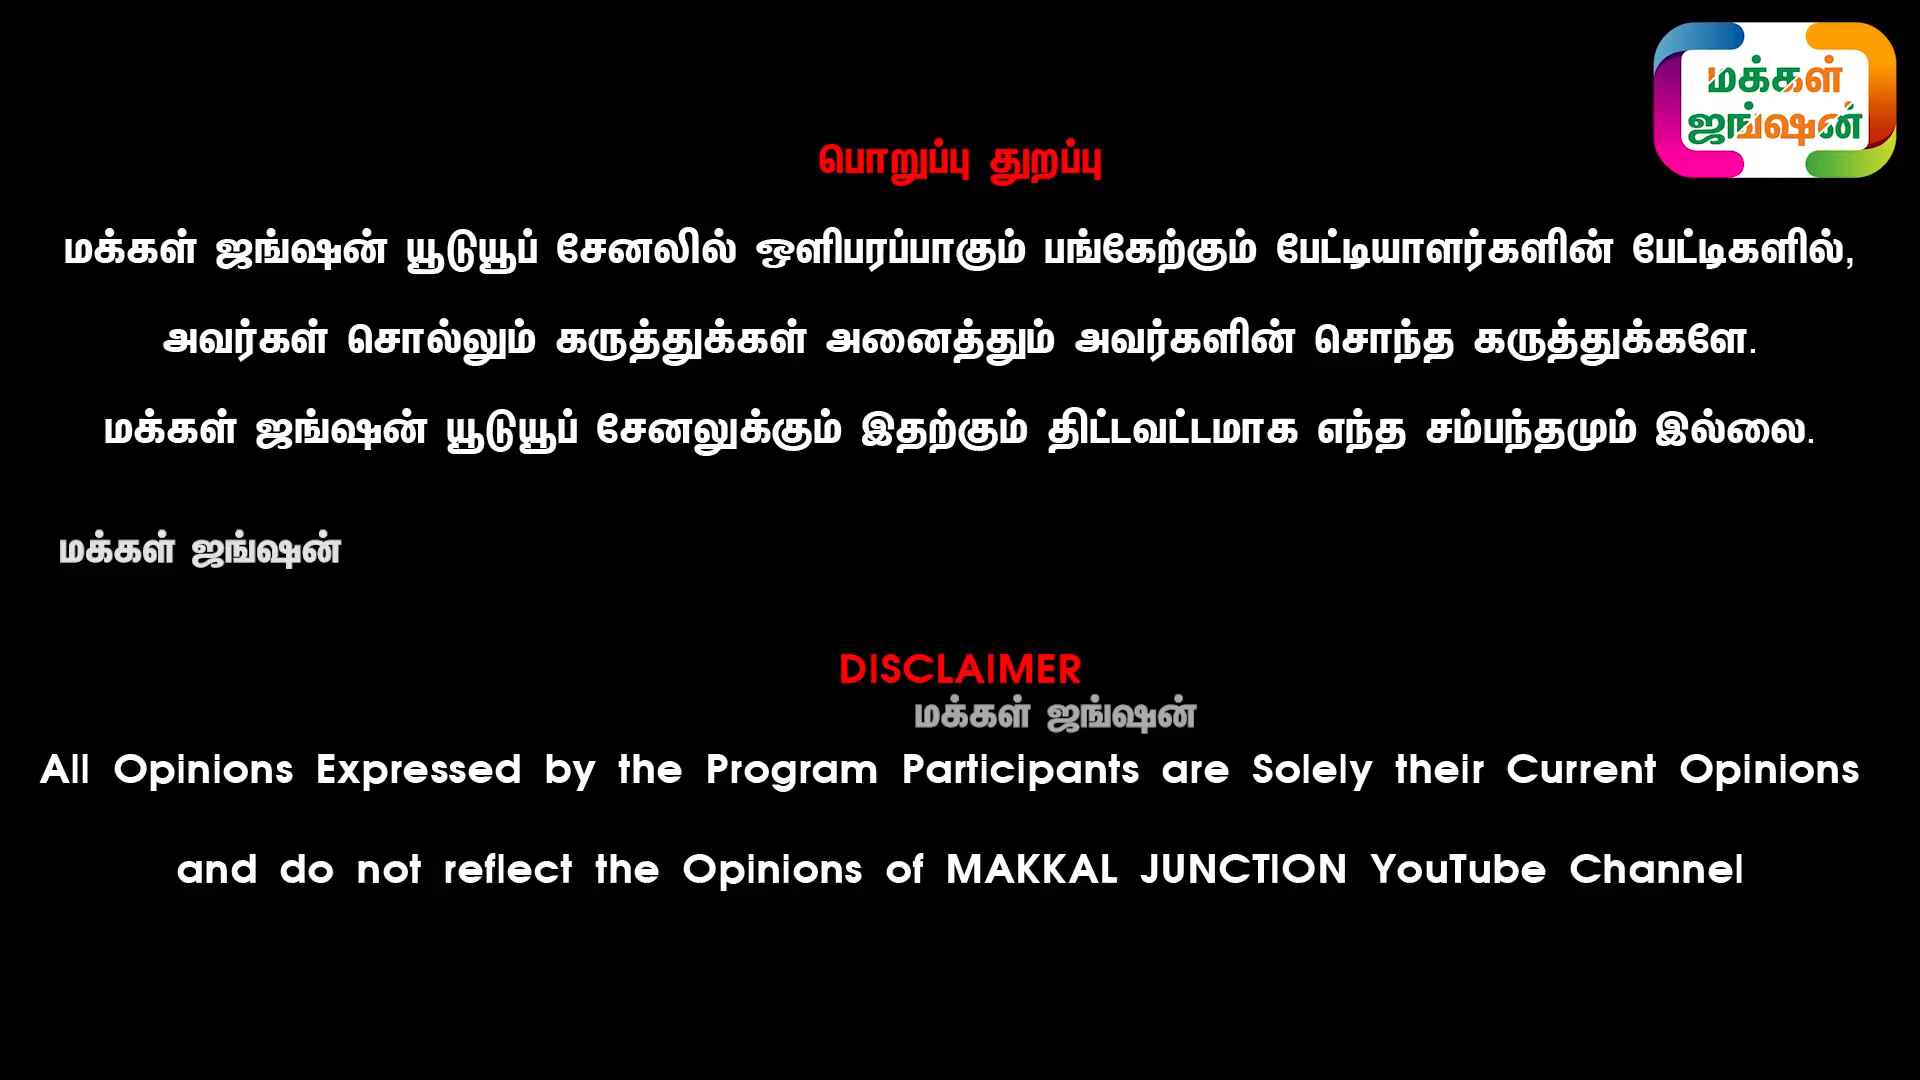 மக்கள்
ஜங்ஷன்
பொறுப்பு துறப்பு
மக்கள் ஜங்ஷன் யூடுயூப் சேனலில் ஒளிபரப்பாகும் பங்கேற்கும் பேட்டியாளர்களின் பேட்டிகளில்,
அவர்கள் சொல்லும் கருத்துக்கள் அனைத்தும் அவர்களின் சொந்த கருத்துக்களே.
மக்கள் ஜங்ஷன் யூடுயூப் சேனலுக்கும் இதற்கும் திட்டவட்டமாக எந்த சம்பந்தமும் இல்லை.
மக்கள் ஜங்ஷன்
DISCLAIMER
மக்கள் ஜங்ஷன்
All Opinions Expressed by the Program Participants are Solely their Current Opinions
and do not reflect the Opinions of MAKKAL JUNCTION YouTube Channel